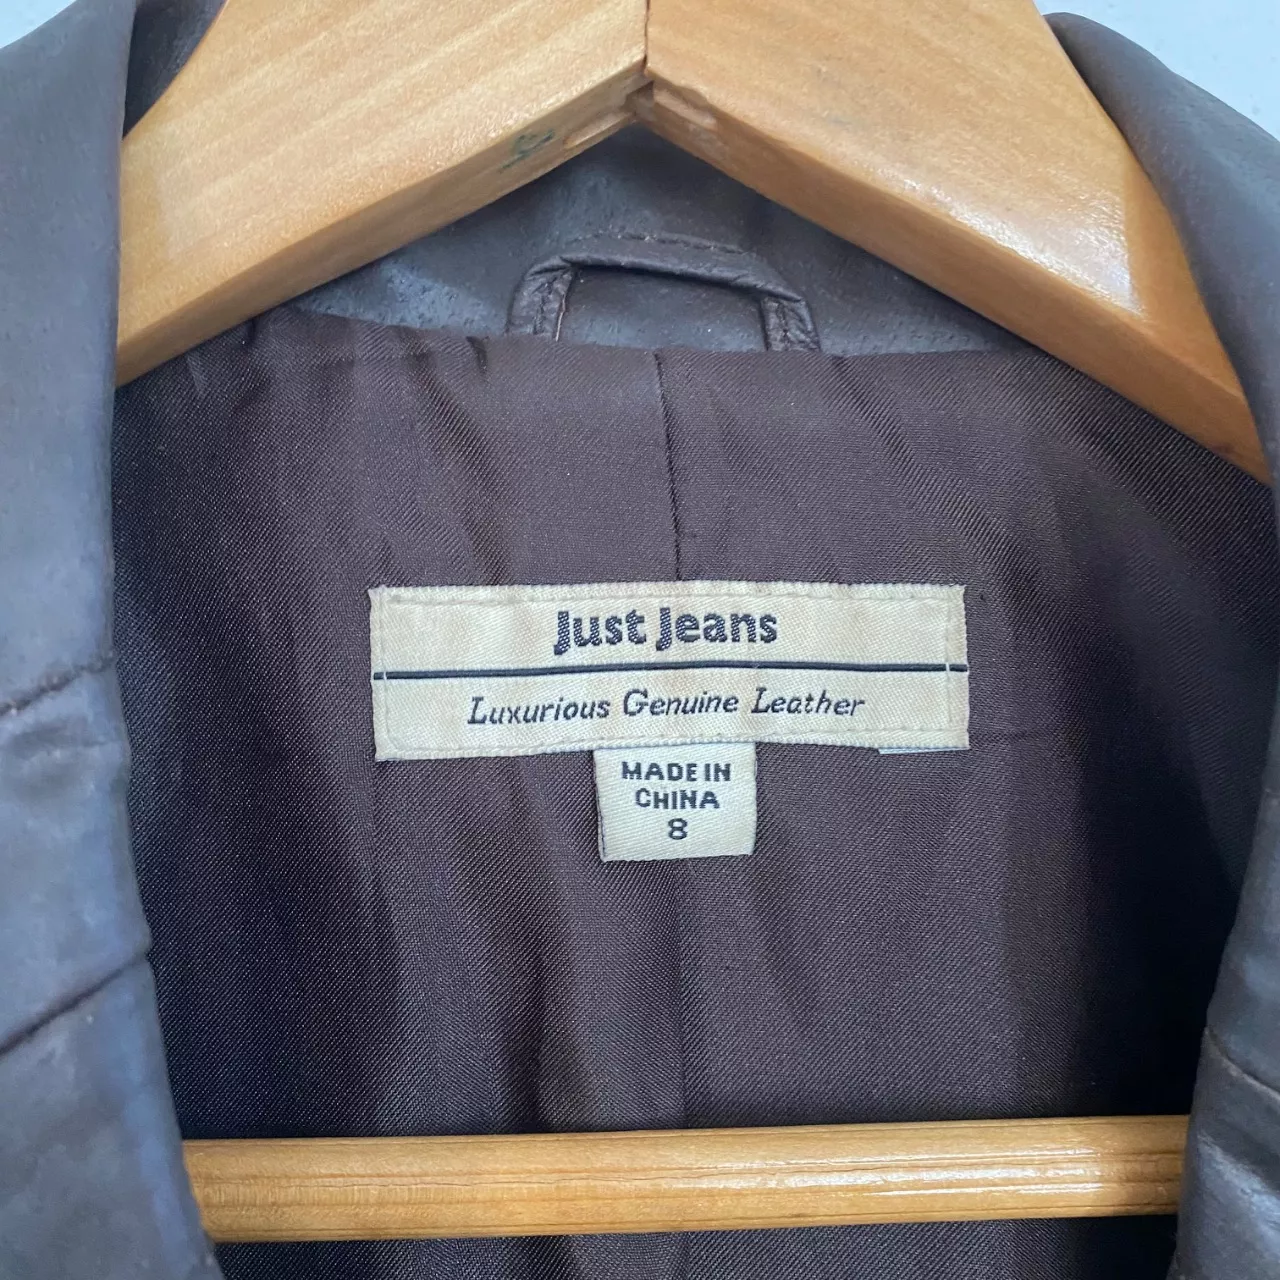 Just Jeans
Luxurious Genuine Leather
MADE IN
CHINA
8